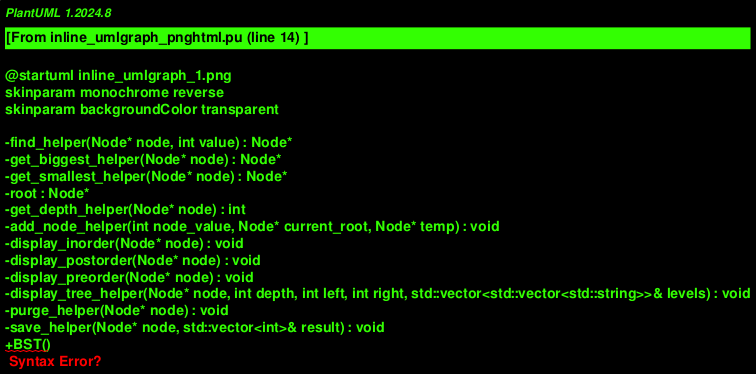 PlantUML 1.2024.8
[From inline_umlgraph_pnghtml.pu (line 14) ]
@startuml inline_umlgraph_1.png
skinparam monochrome reverse
skinparam backgroundColor transparent
-find_helper(Node* node, int value) : Node*
-get_biggest_helper(Node* node) : Node*
-get_smallest_helper(Node* node) : Node*
-root : Node*
-get_depth_helper(Node* node) : int
-add_node_helper(int node_value, Node* current_root, Node* temp) : void
-display_inorder(Node* node) : void
-display_postorder(Node* node) : void
-display_preorder(Node* node) : void
-display_tree_helper(Node* node, int depth, int left, int right, std::vector<std::vector<std::string>>& levels) : void
-purge_helper(Node* node) : void
-save_helper(Node* node, std::vector<int>& result) : void
+BST()
Syntax Error?